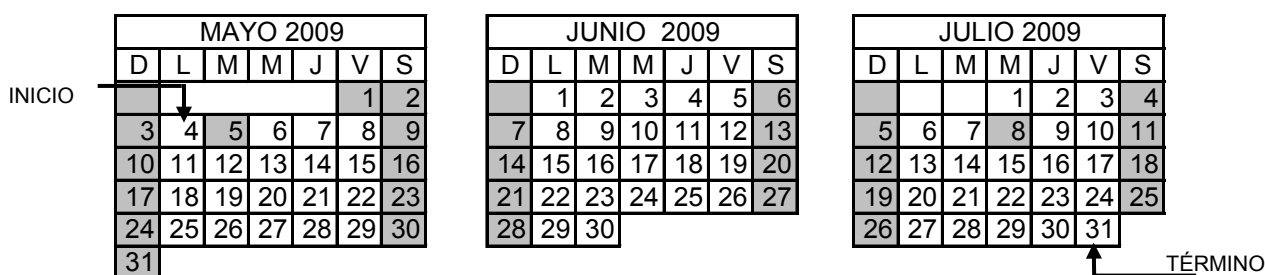 MAYO 2009 JUNIO 2009 JULIO 2009
D L M M J V S D L M M J V S D L M M J V S
INICIO 1 2 1 2 3 4 5 6 1 2 3 4
3 4 5 6 7 8 9 7 8 9 10 11 12 13 5 6 7 8 9 10 11
10 11 12 13 14 15 16 14 15 16 17 18 19 20 12 13 14 15 16 17 18
17 18 19 20 21 22 23 21 22 23 24 25 26 27 19 20 21 22 23 24 25
24 25 26 27 28 29 30 28 29 30 26 27 28 29 30 31
31 TÉRMINO